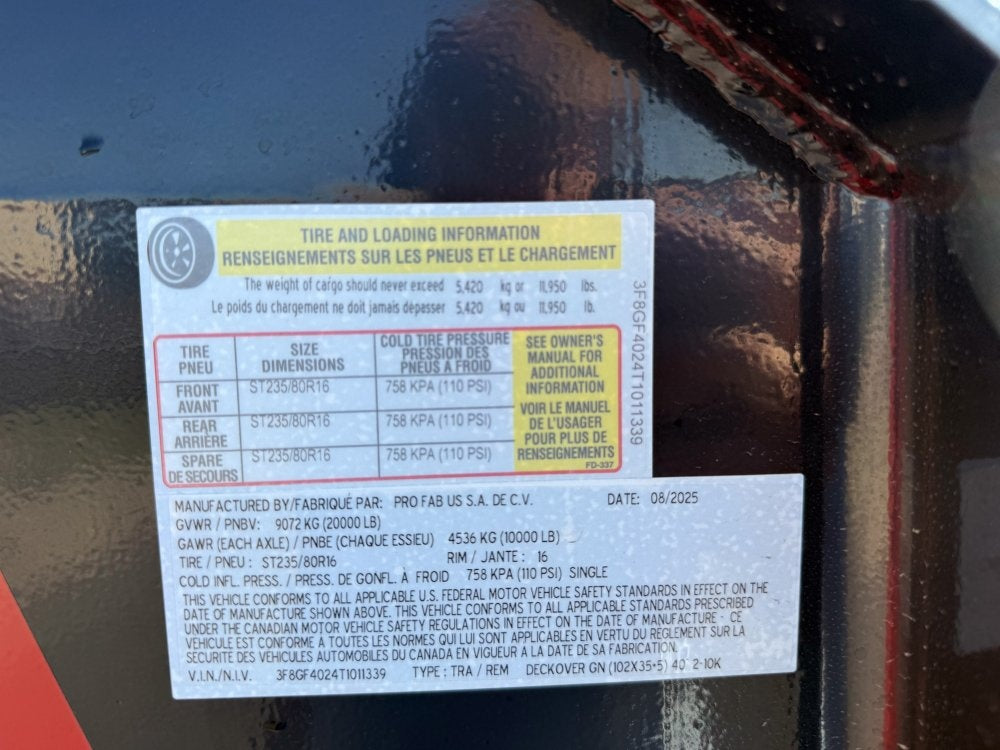 TIRE AND LOADING INFORMATION
RENSEIGNEMENTS SUR LES PNEUS ET LE CHARGEMENT
The weight of cargo should never exceed 5,420 kg or 11,950 lbs.
Le poids du chargement ne doit jamais depasser 5,420 kg ou 11,950 lb.
TIRE PNEU
SIZE DIMENSIONS
COLD TIRE PRESSURE PRESSION DES PNEUS A FROID
SEE OWNER'S MANUAL FOR ADDITIONAL INFORMATION
VOIR LE MANUEL DE L'USAGER POUR PLUS DE RENSEIGNEMENTS
FD-337
FRONT AVANT ST235/80R16 758 KPA (110 PSI)
REAR ARRIÈRE ST235/80R16 758 KPA (110 PSI)
SPARE DE SECOURS ST235/80R16 758 KPA (110 PSI)
3F8GF4024T1011339
MANUFACTURED BY/FABRIQUÉ PAR: PRO FAB US S.A. DE C.V. DATE: 08/2025
GVWR / PNBV: 9072 KG (20000 LB)
GAWR (EACH AXLE) / PNBE (CHAQUE ESSIEU) 4536 KG (10000 LB)
TIRE / PNEU : ST235/80R16 RIM / JANTE : 16
COLD INFL. PRESS. / PRESS. DE GONFL. À FROID 758 KPA (110 PSI) SINGLE
THIS VEHICLE CONFORMS TO ALL APPLICABLE U.S. FEDERAL MOTOR VEHICLE SAFETY STANDARDS IN EFFECT ON THE
DATE OF MANUFACTURE SHOWN ABOVE. THIS VEHICLE CONFORMS TO ALL APPLICABLE STANDARDS PRESCRIBED
UNDER THE CANADIAN MOTOR VEHICLE SAFETY REGULATIONS IN EFFECT ON THE DATE OF MANUFACTURE - CE
VÉHICULE EST CONFORME À TOUTES LES NORMES QUI LUI SONT APPLICABLES EN VERTU DU RÈGLEMENT SUR LA
SÉCURITÉ DES VÉHICULES AUTOMOBILES DU CANADA EN VIGUEUR À LA DATE DE SA FABRICATION.
V.I.N./N.I.V. 3F8GF4024T1011339 TYPE : TRA / REM DECKOVER GN (102X35+5) 40' 2-10K